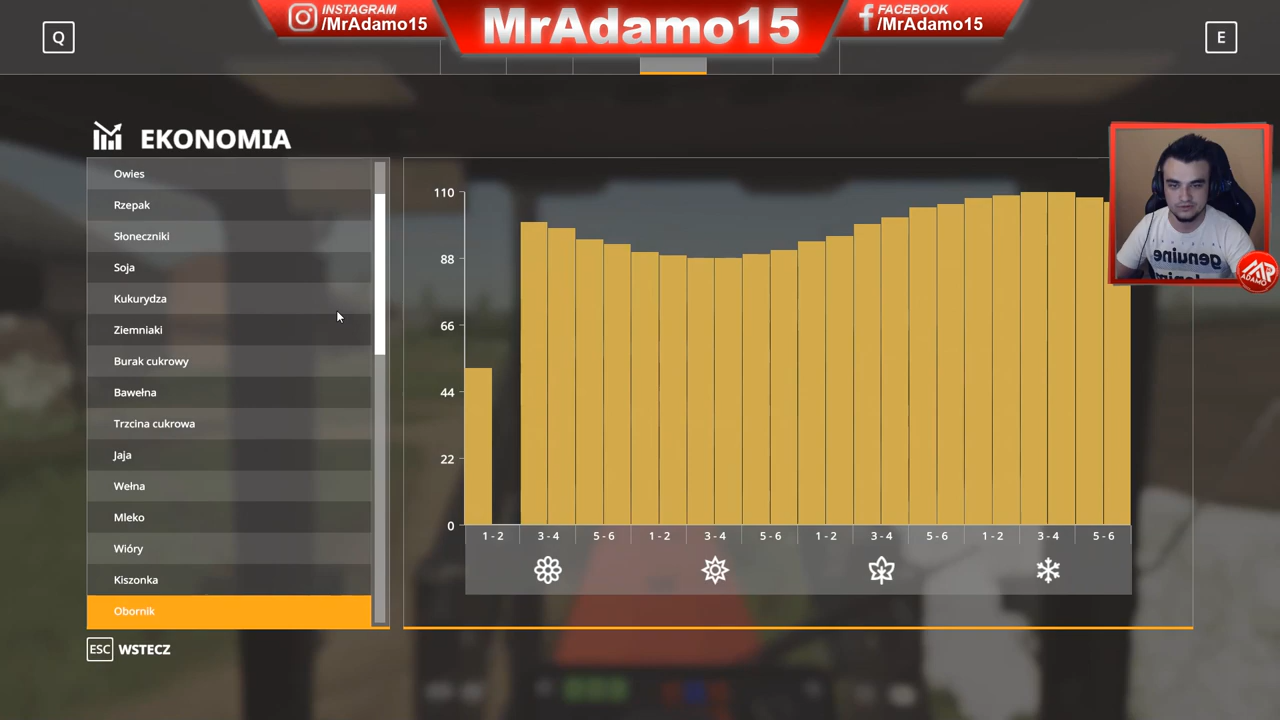 Q
INSTAGRAM
/MrAdamo15
MrAdamo15
FACEBOOK
/MrAdamo15
E
EKONOMIA
Owies
Rzepak
Słoneczniki
Soja
Kukurydza
Ziemniaki
Burak cukrowy
Bawełna
Trzcina cukrowa
Jaja
Wełna
Mleko
Wióry
Kiszonka
Obornik
110
88
66
44
22
0
1 - 2
3 - 4
5 - 6
1 - 2
3 - 4
5 - 6
1 - 2
3 - 4
5 - 6
1 - 2
3 - 4
5 - 6
genuine
ADAMO
ESC WSTECZ